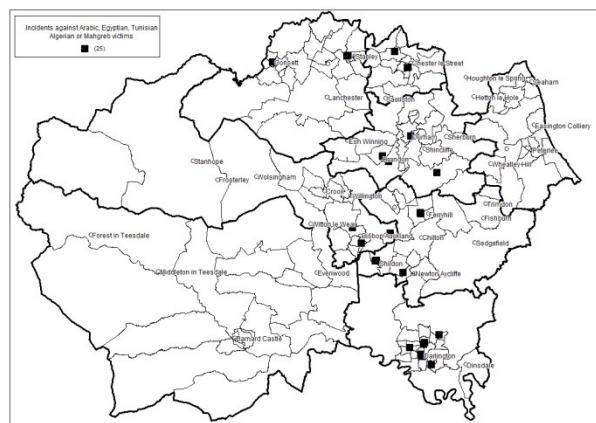 Incidents against Arabic, Egyptian, Tunisian
Algerian or Mahgreb victims
(25)
Consett
Stanley
Chester le Street
Houghton le Spring
Seaham
Lanchester
Hetton le Hole
Easington Colliery
Durham
Sherburn
Esh Winning
Shincliffe
Brandon
Peterlee
Wheatley Hill
Stanhope
Frosterley
Wolsingham
Crook
Willington
Trimdon
Fishburn
Ferryhill
Witton le Wear
Bishop Auckland
Chilton
Sedgefield
Forest in Teesdale
Middleton in Teesdale
Evenwood
Shildon
Newton Aycliffe
Barnard Castle
Darlington
Dinsdale